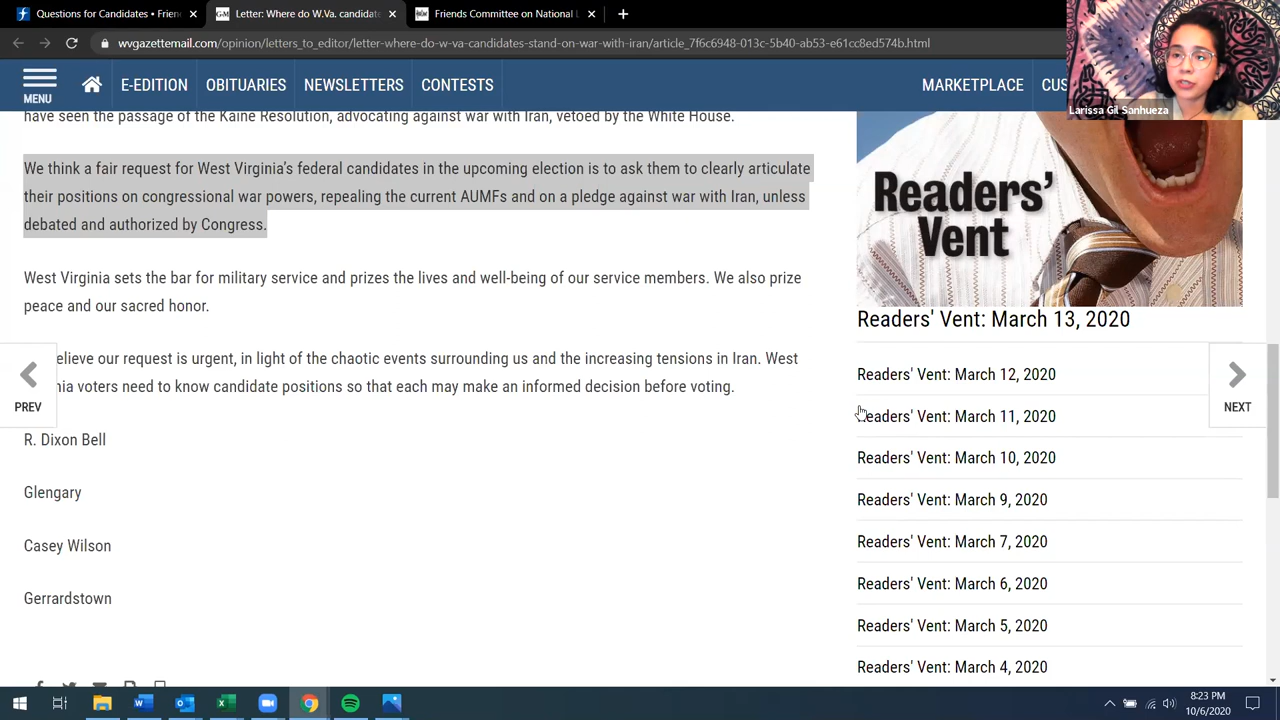 Questions for Candidates • Frien
Letter: Where do W.Va. candidate
Friends Committee on National L
wvgazettemail.com/opinion/letters_to_editor/letter-where-do-w-va-candidates-stand-on-war-with-iran/article_7f6c6948-013c-5b40-ab53-e61cc8ed574b.html
Larissa Gil Sanhueza
MENU
E-EDITION
OBITUARIES
NEWSLETTERS
CONTESTS
MARKETPLACE
CUS
have seen the passage of the Kaine Resolution, advocating against war with Iran, vetoed by the White House.
We think a fair request for West Virginia’s federal candidates in the upcoming election is to ask them to clearly articulate
their positions on congressional war powers, repealing the current AUMFs and on a pledge against war with Iran, unless
debated and authorized by Congress.
West Virginia sets the bar for military service and prizes the lives and well-being of our service members. We also prize
peace and our sacred honor.
elieve our request is urgent, in light of the chaotic events surrounding us and the increasing tensions in Iran. West
nia voters need to know candidate positions so that each may make an informed decision before voting.
PREV
R. Dixon Bell
Glengary
Casey Wilson
Gerrardstown
Readers'
Vent
Readers' Vent: March 13, 2020
Readers' Vent: March 12, 2020
Readers' Vent: March 11, 2020
Readers' Vent: March 10, 2020
Readers' Vent: March 9, 2020
Readers' Vent: March 7, 2020
Readers' Vent: March 6, 2020
Readers' Vent: March 5, 2020
Readers' Vent: March 4, 2020
NEXT
8:23 PM
10/6/2020